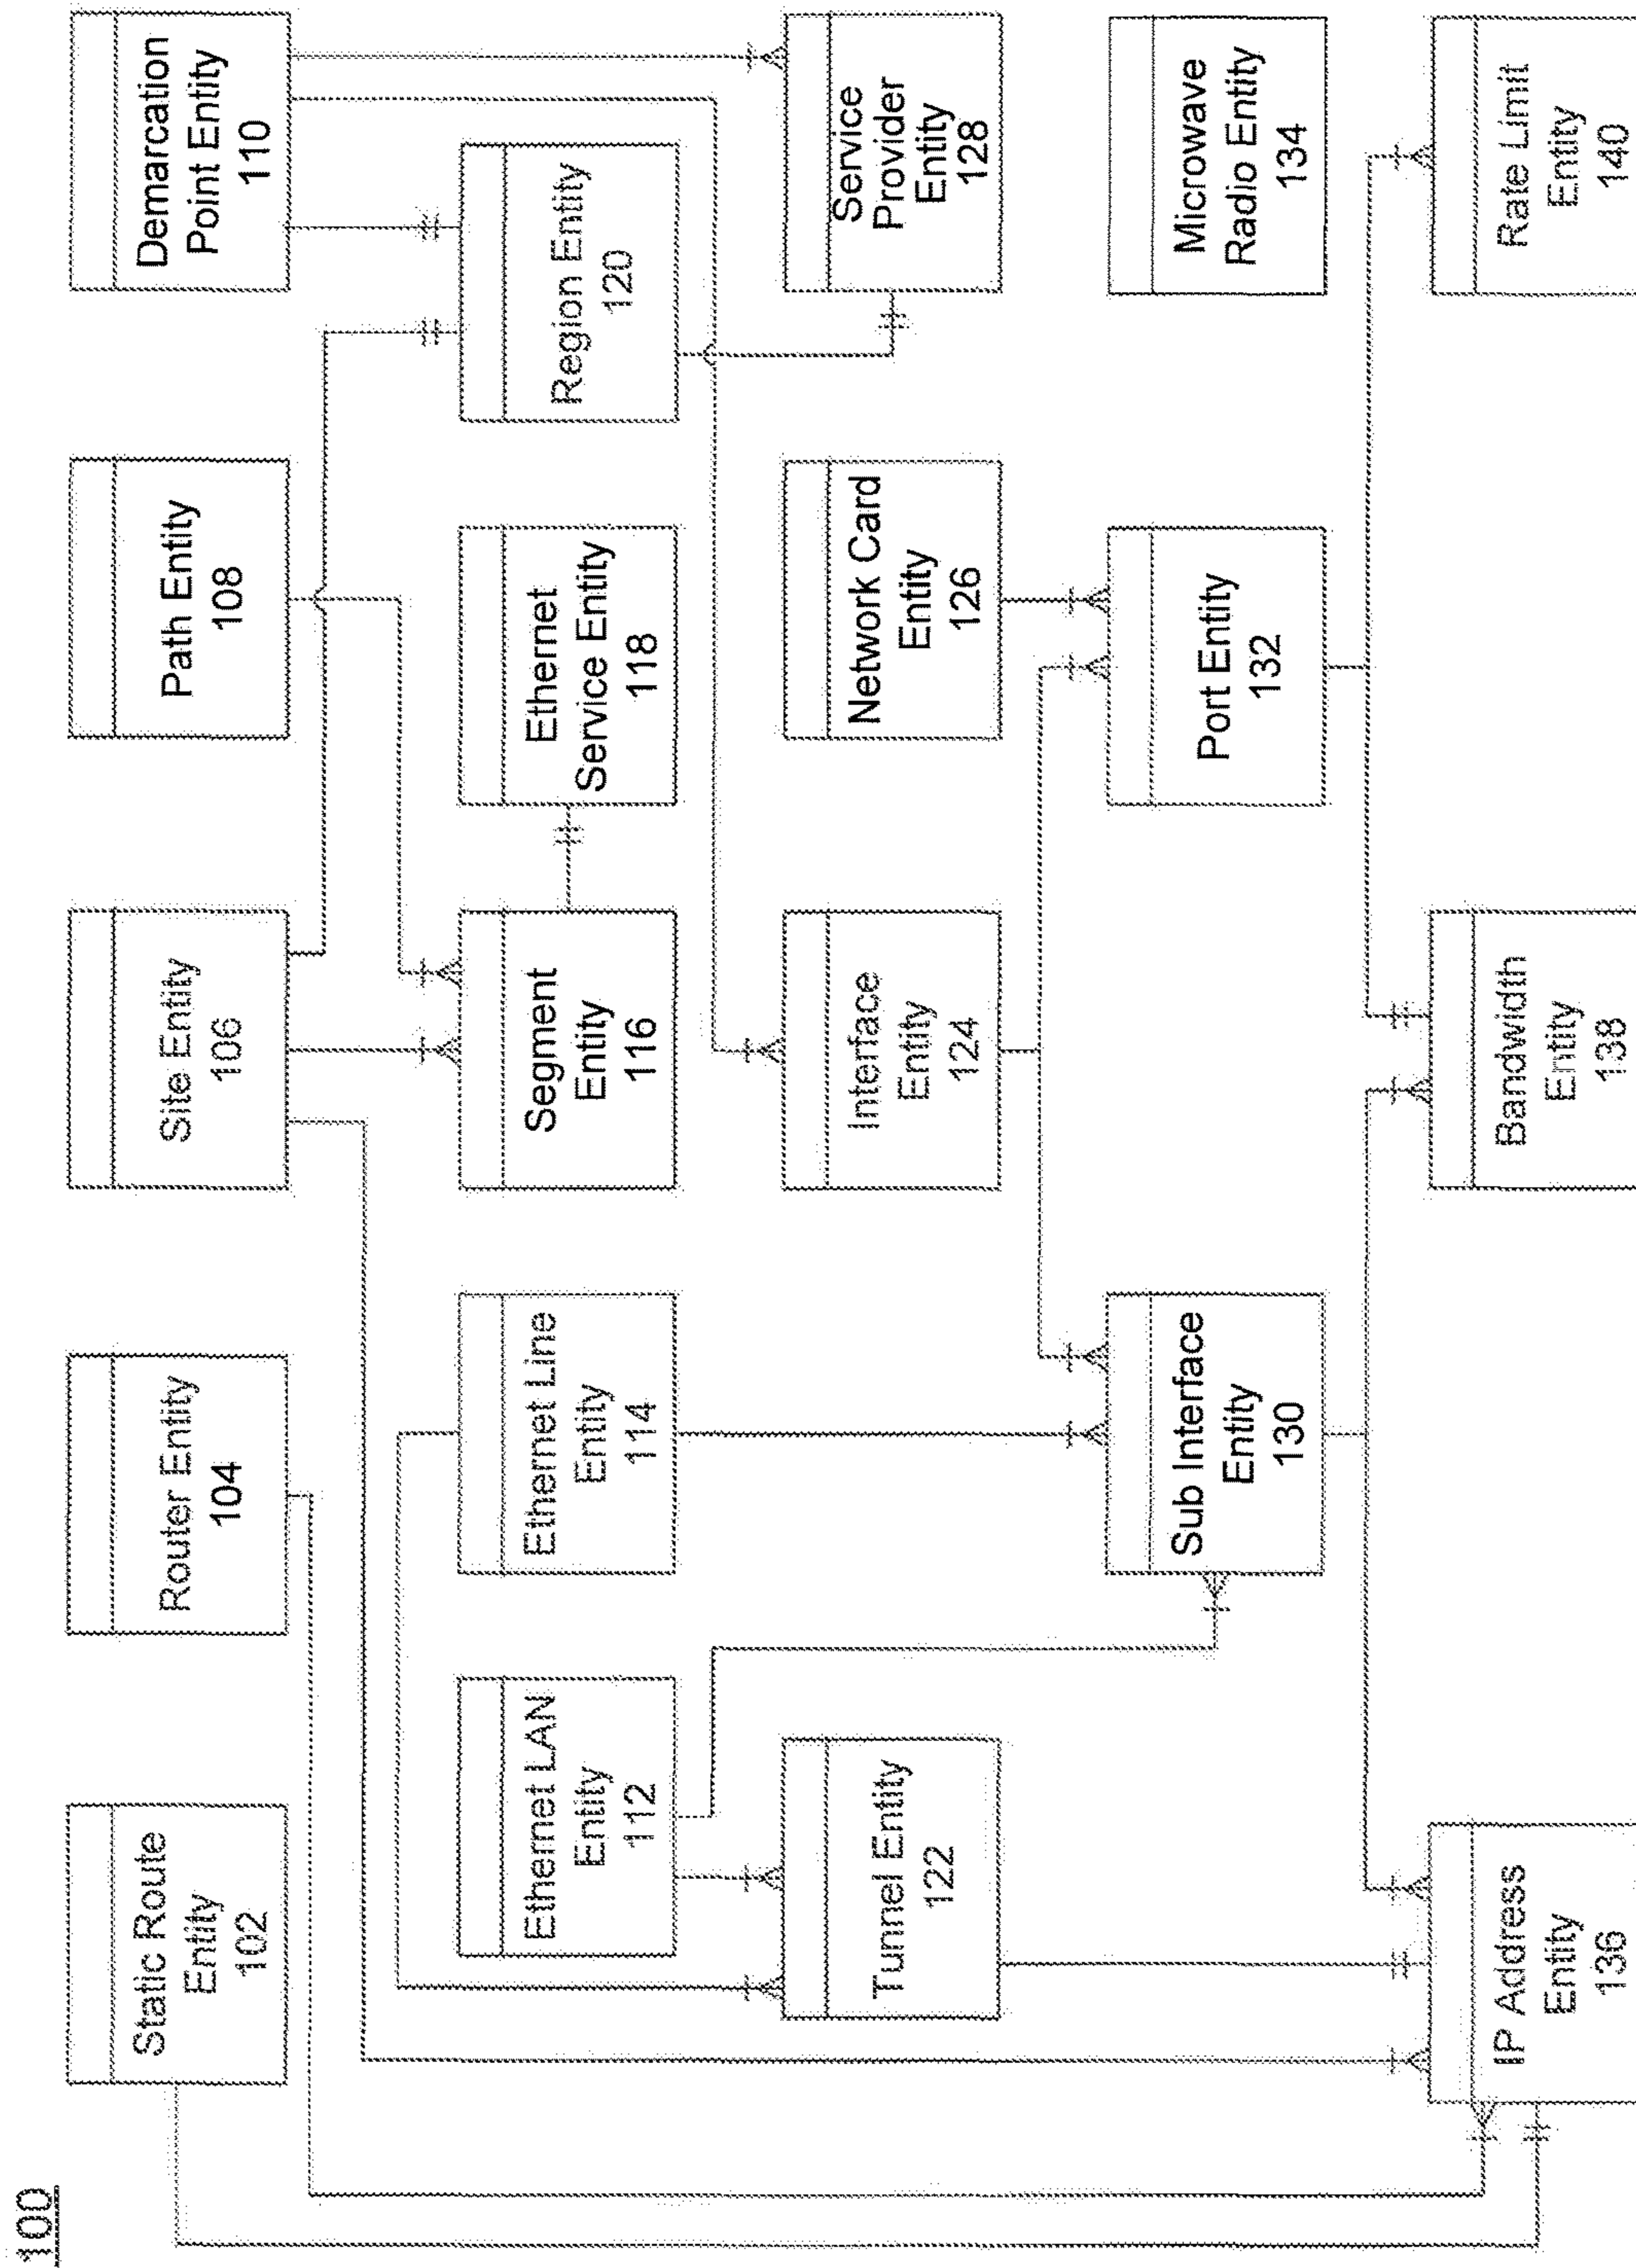 100
Static Route
Entity
102
Router Entity
104
Site Entity
106
Path Entity
108
Demarcation
Point Entity
110
Ethernet LAN
Entity
112
Ethernet Line
Entity
114
Segment
Entity
116
Ethernet
Service Entity
118
Region Entity
120
Tunnel Entity
122
Interface
Entity
124
Network Card
Entity
126
Service
Provider
Entity
128
Sub Interface
Entity
130
Port Entity
132
Microwave
Radio Entity
134
IP Address
Entity
136
Bandwidth
Entity
138
Rate Limit
Entity
140